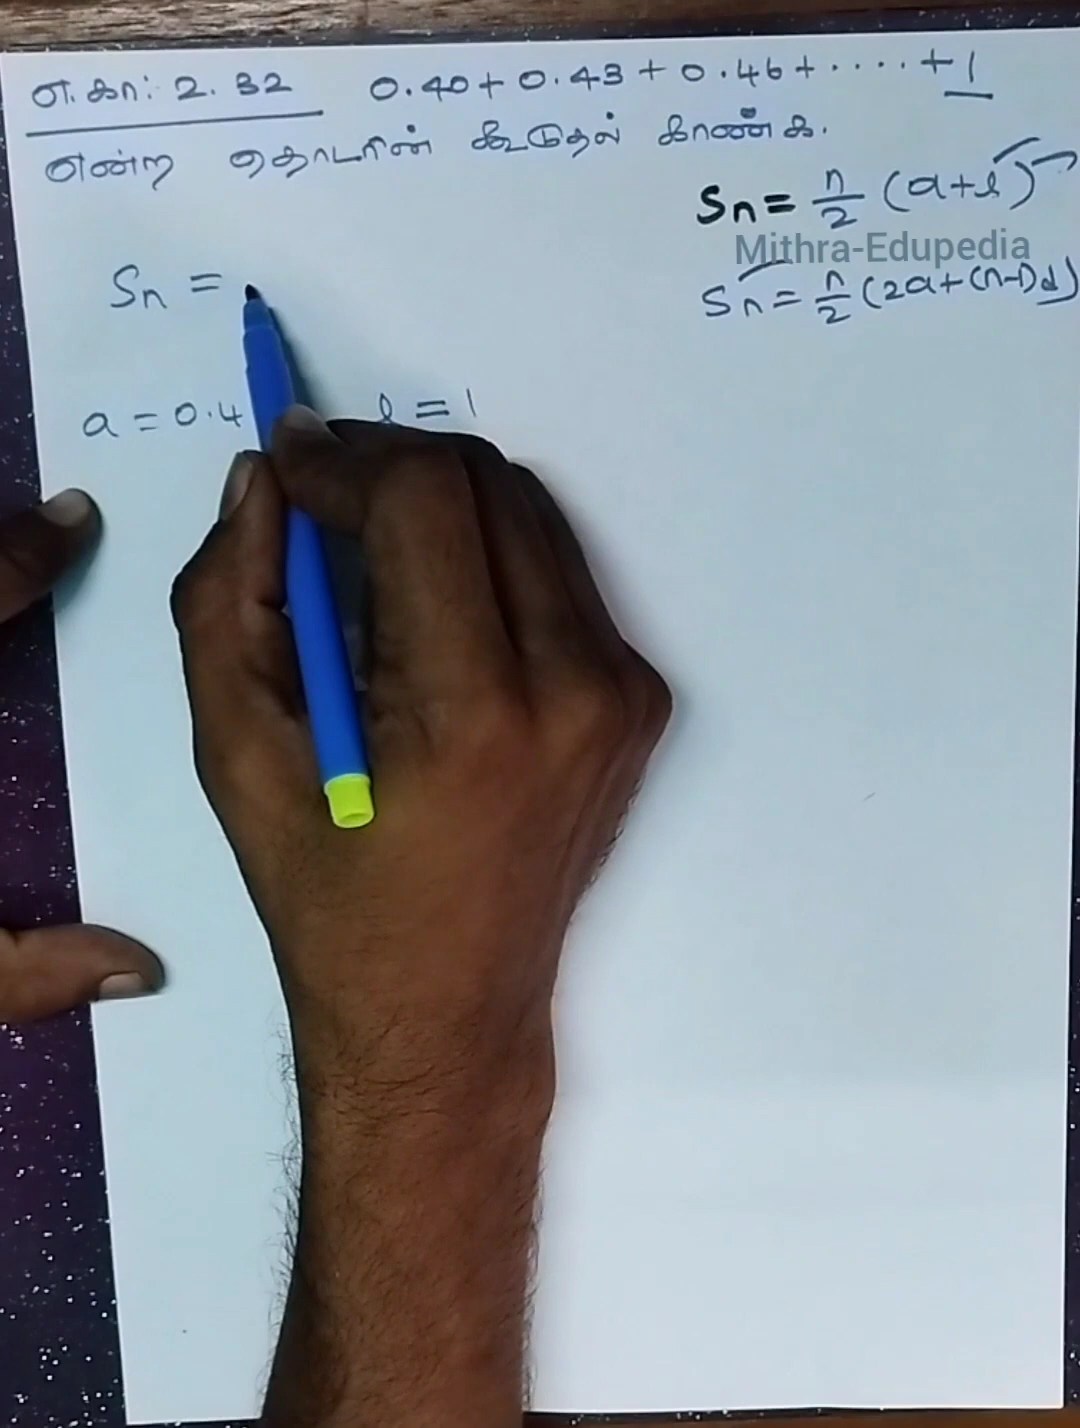 எ.கா: 2.32 0.40 + 0.43 + 0.46 + ..... + 1
என்ற தொடரின் கூடுதல் காண்க.
Sn = n/2 (a+l)
Mithra-Edupedia
Sn = n/2 (2a+(n-1)d)
Sn =
a = 0.4 l = 1